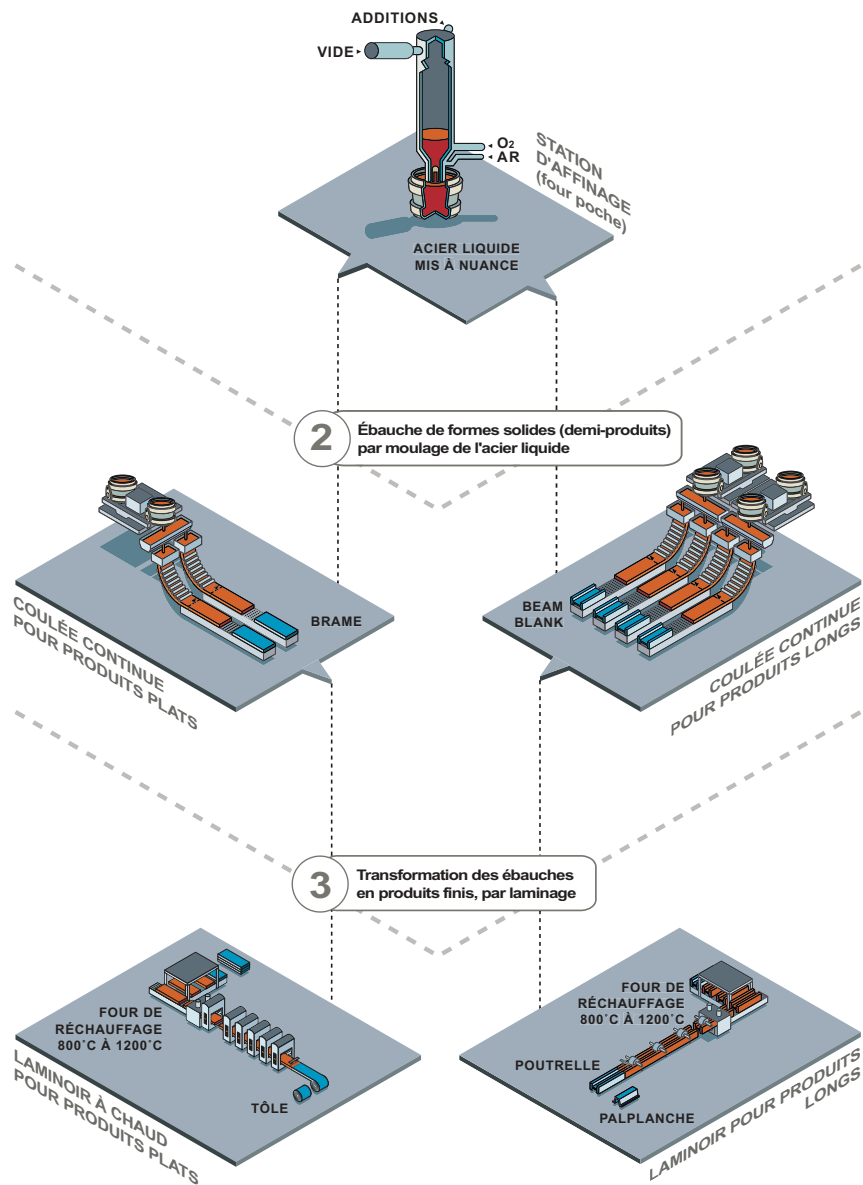 ADDITIONS
VIDE
O2
AR
STATION
D'AFFINAGE
(four poche)
ACIER LIQUIDE
MIS À NUANCE
2
Ébauche de formes solides (demi-produits)
par moulage de l'acier liquide
BRAME
COULÉE CONTINUE
POUR PRODUITS PLATS
BEAM
BLANK
COULÉE CONTINUE
POUR PRODUITS LONGS
3
Transformation des ébauches
en produits finis, par laminage
FOUR DE
RÉCHAUFFAGE
800°C À 1200°C
TÔLE
LAMINOIR À CHAUD
POUR PRODUITS PLATS
FOUR DE
RÉCHAUFFAGE
800°C À 1200°C
POUTRELLE
PALPLANCHE
LAMINOIR POUR PRODUITS
LONGS